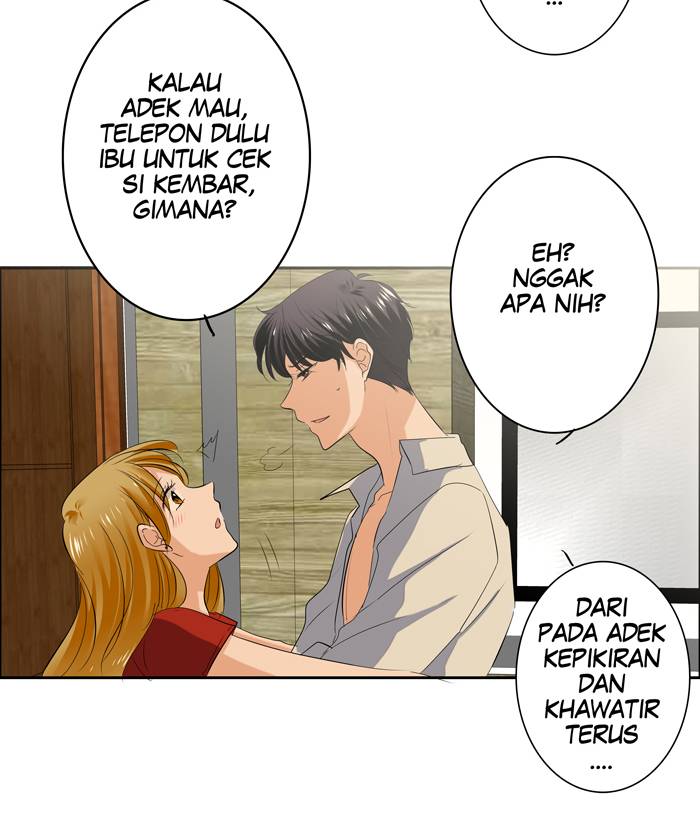 ...
KALAU
ADEK MAU,
TELEPON DULU
IBU UNTUK CEK
SI KEMBAR,
GIMANA?
EH?
NGGAK
APA NIH?
DARI
PADA ADEK
KEPIKIRAN
DAN
KHAWATIR
TERUS
....